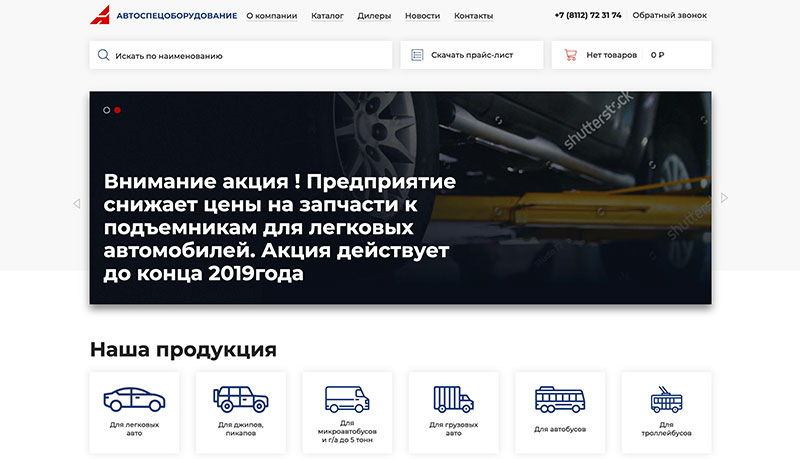 АВТОСПЕЦОБОРУДОВАНИЕ
О компании
Каталог
Дилеры
Новости
Контакты
+7 (8112) 72 31 74
Обратный звонок
Искать по наименованию
Скачать прайс-лист
Нет товаров
0 ₽
shutterstock
Внимание акция ! Предприятие
снижает цены на запчасти к
подъемникам для легковых
автомобилей. Акция действует
до конца 2019года
Наша продукция
Для легковых
авто
Для джипов,
пикапов
Для
микроавтобусов
и г/а до 5 тонн
Для грузовых
авто
Для автобусов
Для
троллейбусов